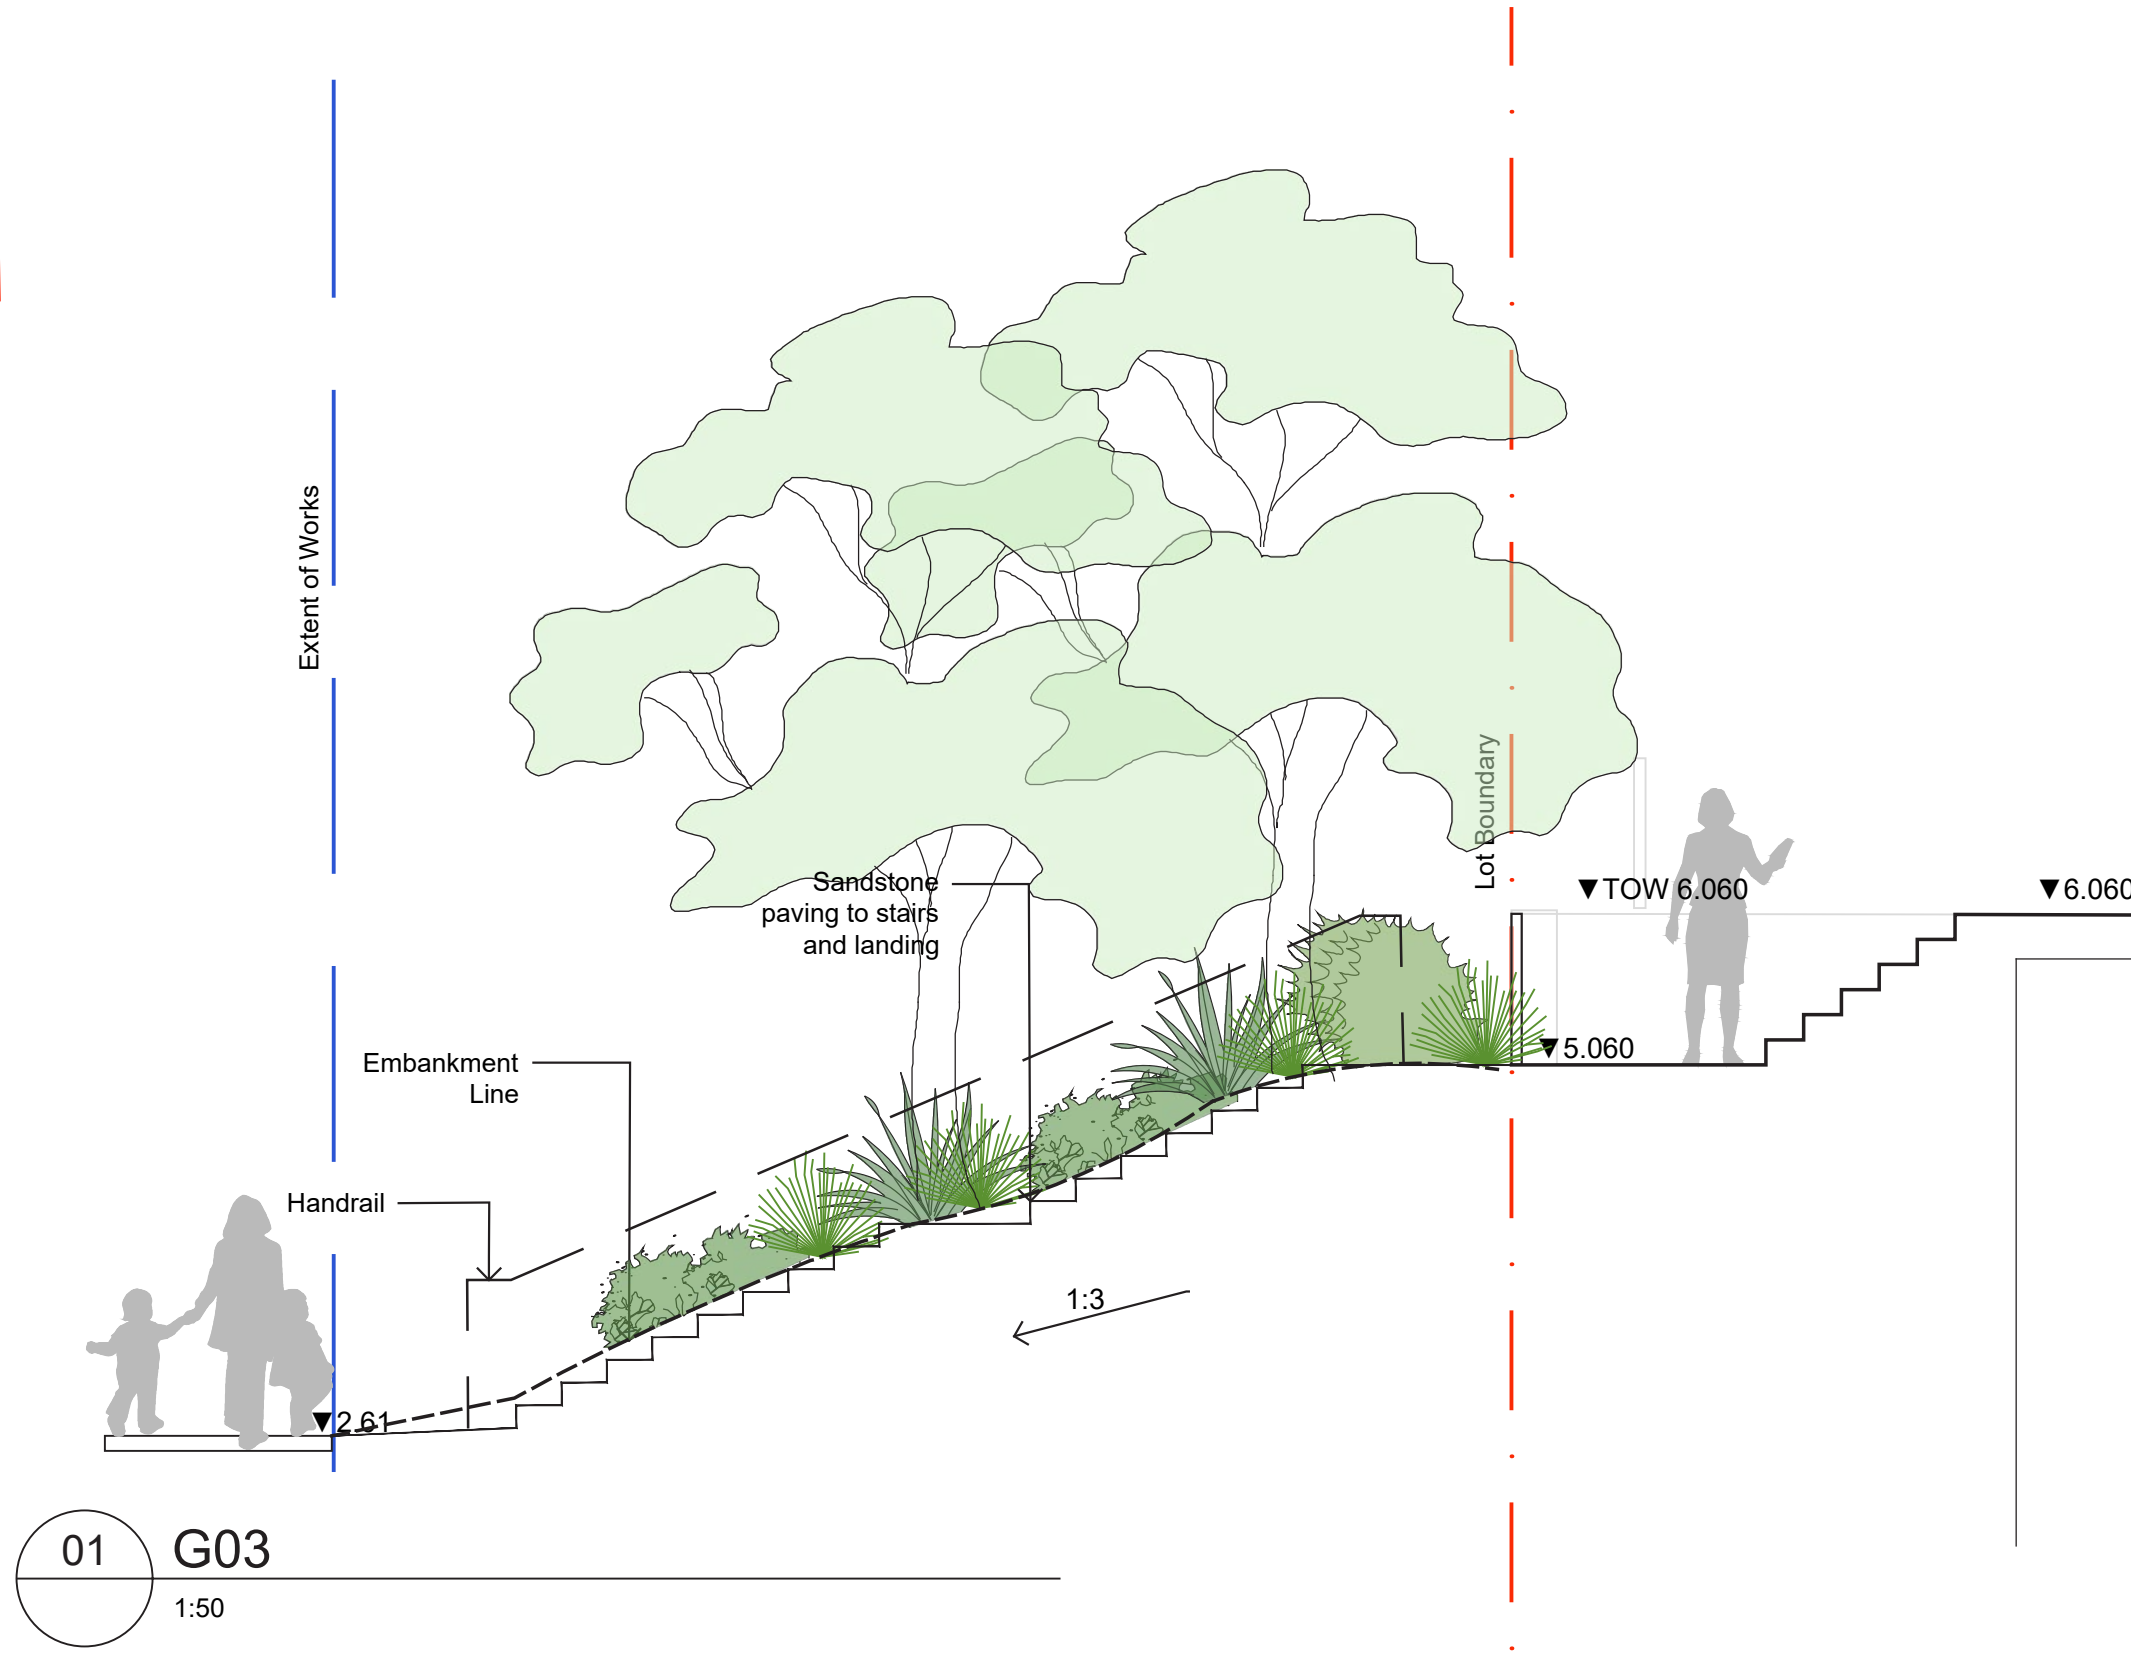 Extent of Works
Lot Boundary
Sandstone
paving to stairs
and landing
▼TOW 6.060
▼6.060
Embankment
Line
▼5.060
Handrail
1:3
▼2.61
01
G03
1:50